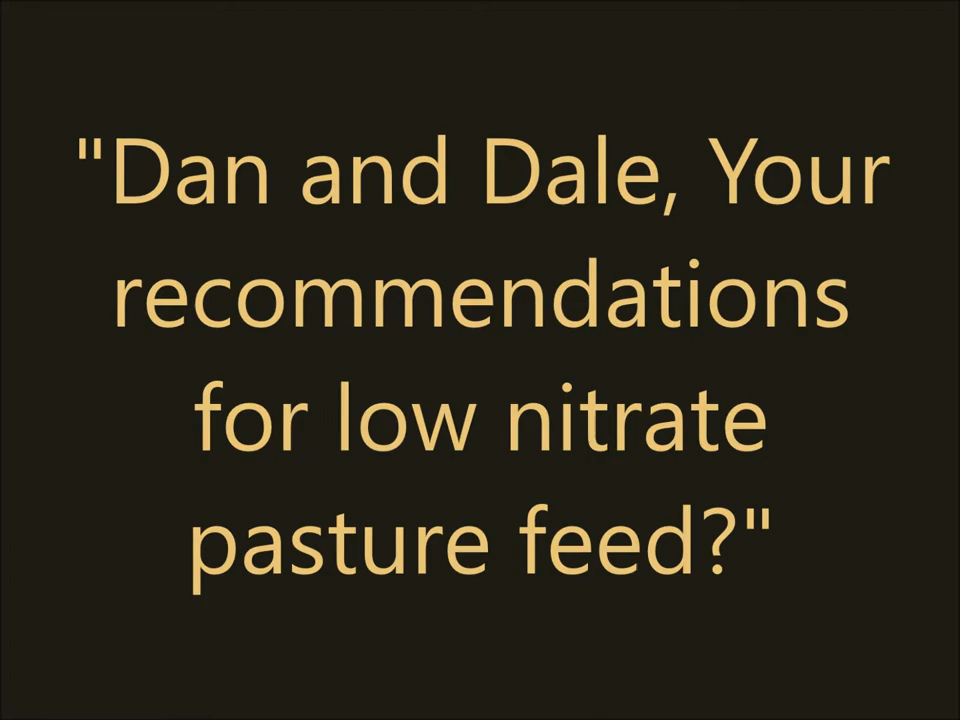 "Dan and Dale, Your
recommendations
for low nitrate
pasture feed?"